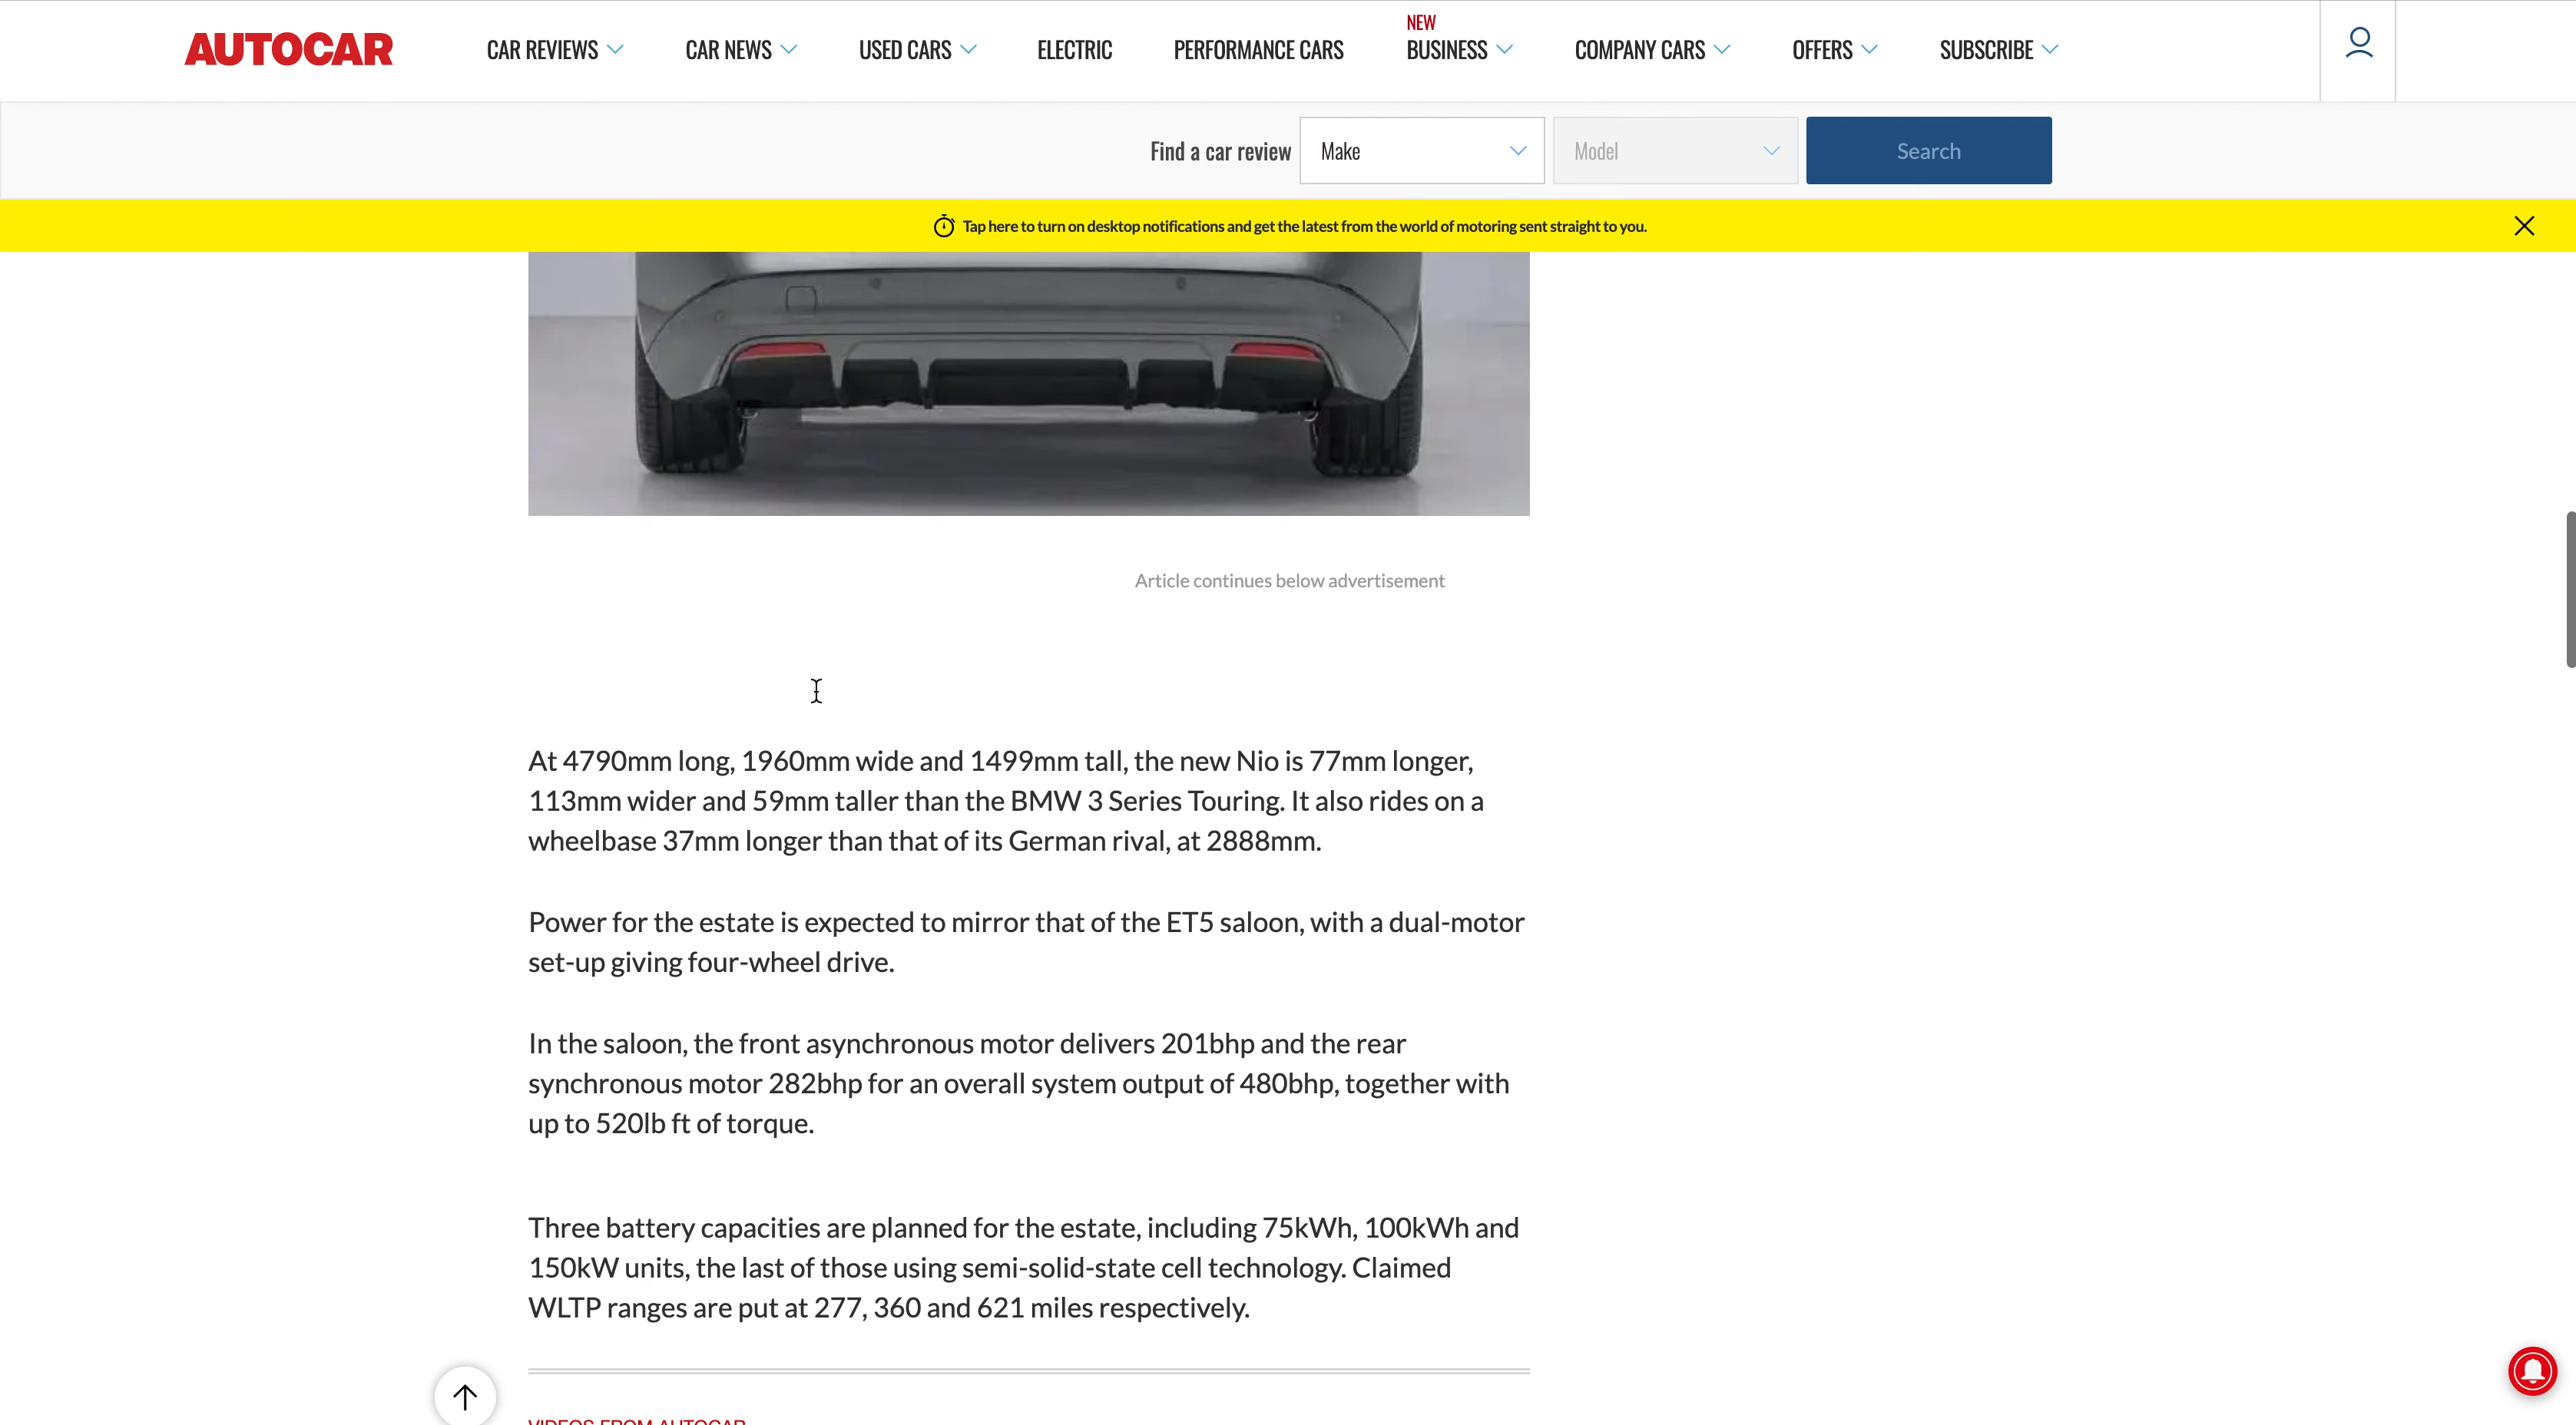 AUTOCAR
CAR REVIEWS
CAR NEWS
USED CARS
ELECTRIC
PERFORMANCE CARS
NEW
BUSINESS
COMPANY CARS
OFFERS
SUBSCRIBE
Find a car review
Make
Model
Search
Tap here to turn on desktop notifications and get the latest from the world of motoring sent straight to you.
Article continues below advertisement
At 4790mm long, 1960mm wide and 1499mm tall, the new Nio is 77mm longer,
113mm wider and 59mm taller than the BMW 3 Series Touring. It also rides on a
wheelbase 37mm longer than that of its German rival, at 2888mm.
Power for the estate is expected to mirror that of the ET5 saloon, with a dual-motor
set-up giving four-wheel drive.
In the saloon, the front asynchronous motor delivers 201bhp and the rear
synchronous motor 282bhp for an overall system output of 480bhp, together with
up to 520lb ft of torque.
Three battery capacities are planned for the estate, including 75kWh, 100kWh and
150kW units, the last of those using semi-solid-state cell technology. Claimed
WLTP ranges are put at 277, 360 and 621 miles respectively.
VIDEOS FROM AUTOCAR